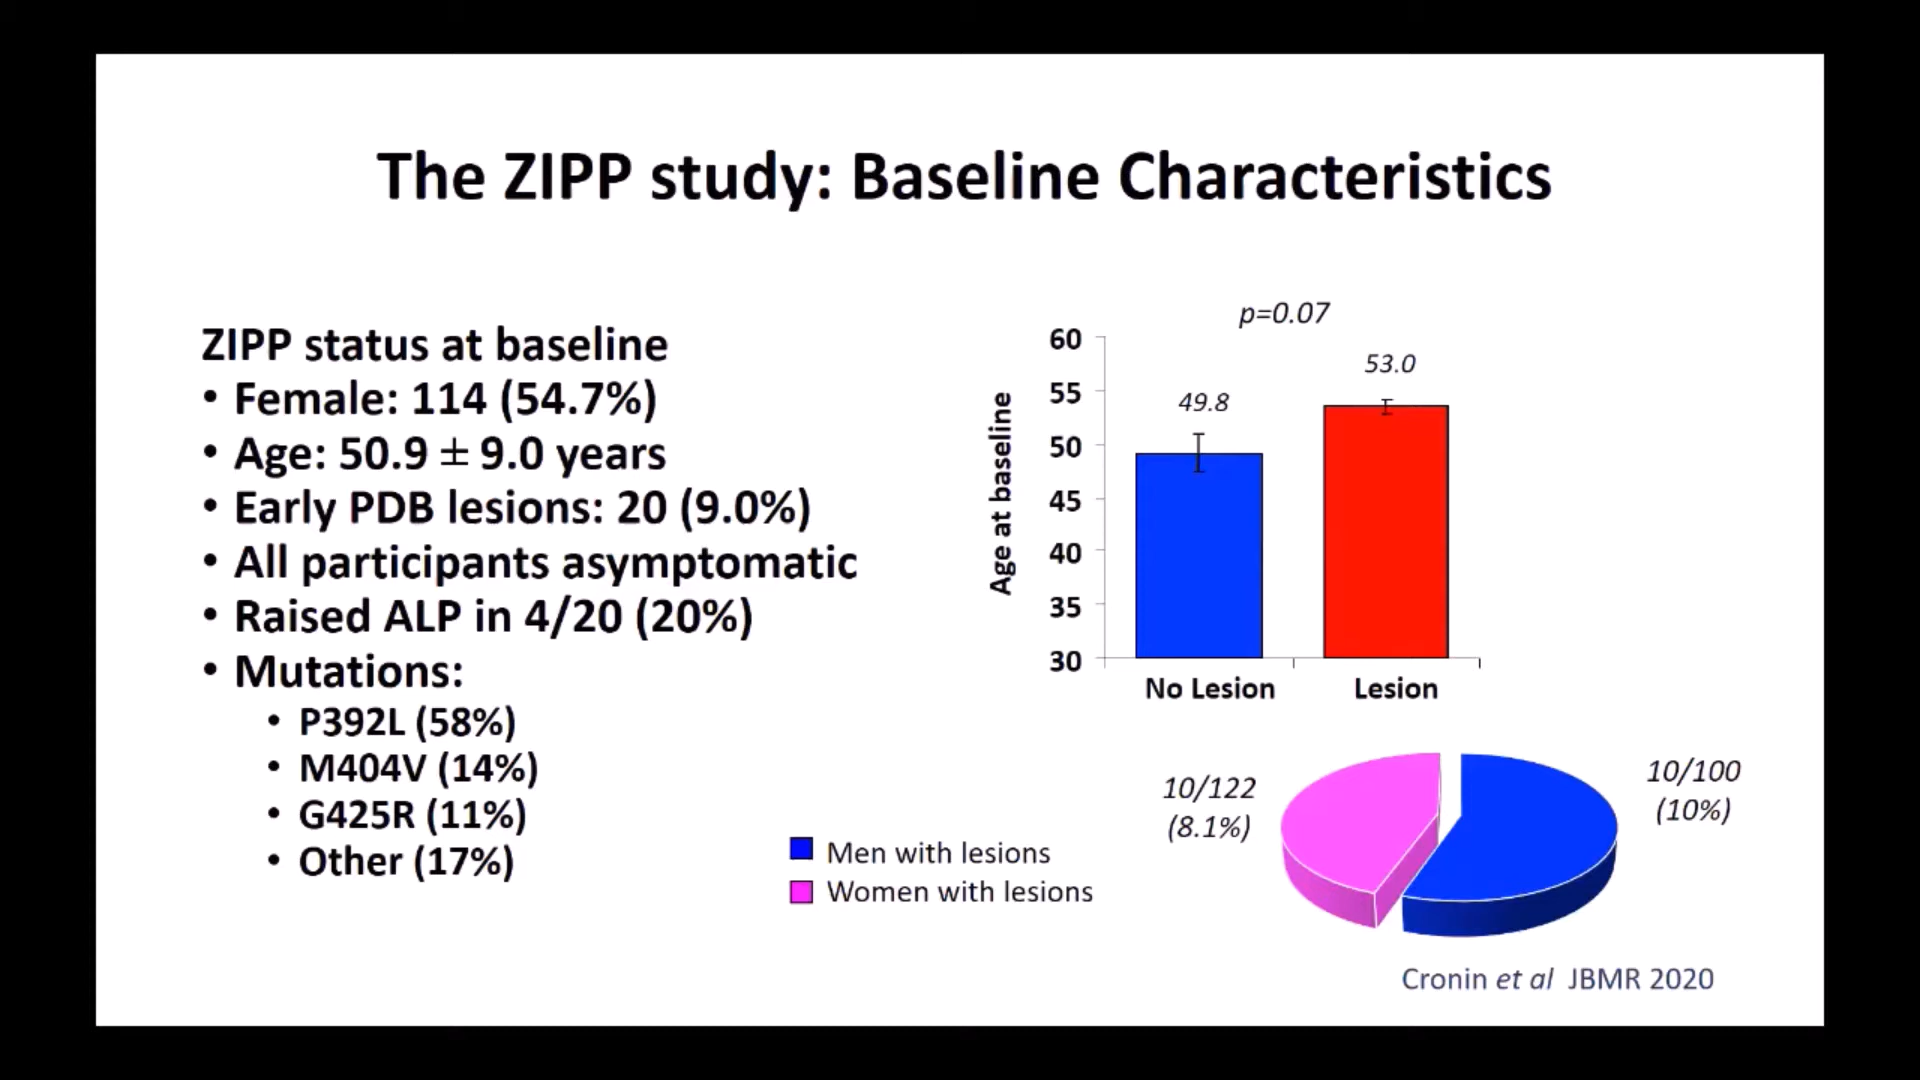 The ZIPP study: Baseline Characteristics
ZIPP status at baseline
• Female: 114 (54.7%)
• Age: 50.9 ± 9.0 years
• Early PDB lesions: 20 (9.0%)
• All participants asymptomatic
• Raised ALP in 4/20 (20%)
• Mutations:
• P392L (58%)
• M404V (14%)
• G425R (11%)
• Other (17%)
p=0.07
60
55
50
45
40
35
30
Age at baseline
49.8
53.0
No Lesion
Lesion
Men with lesions
Women with lesions
10/122
(8.1%)
10/100
(10%)
Cronin et al JBMR 2020